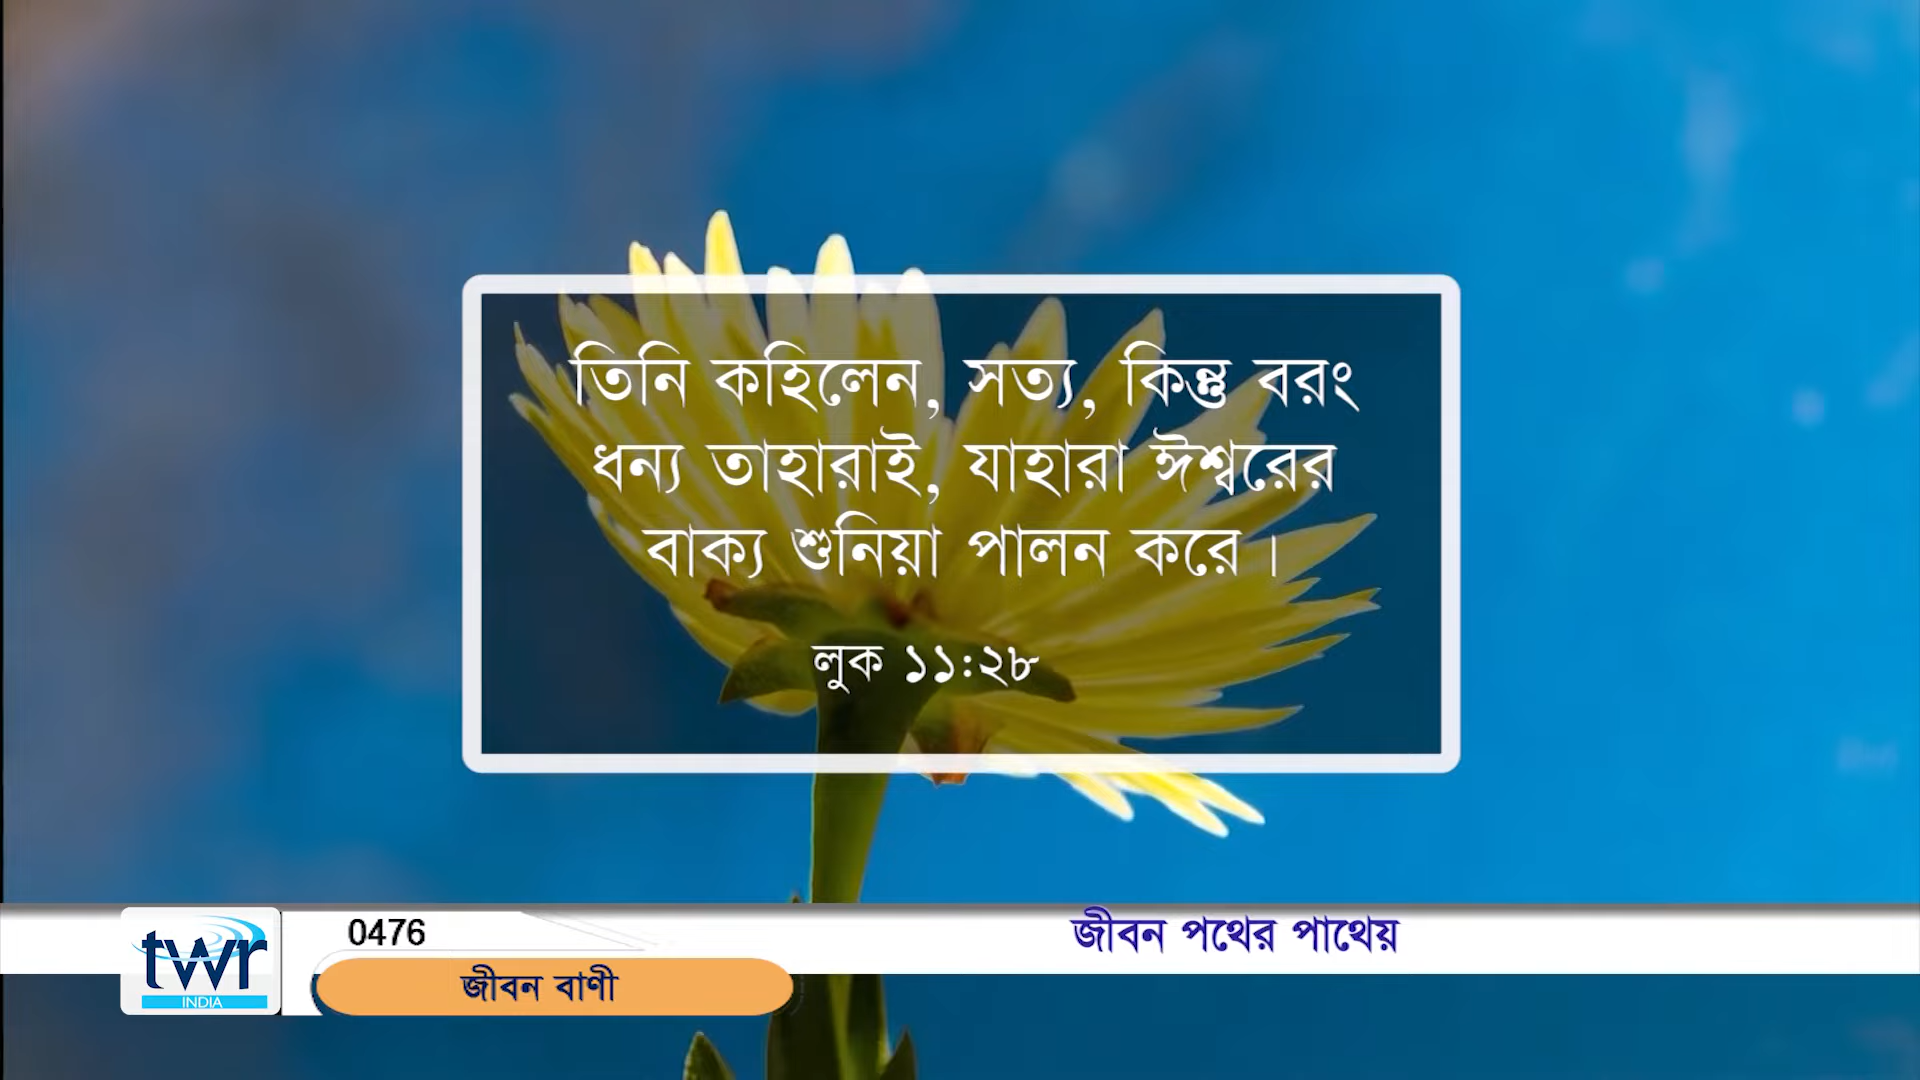 তিনি কহিলেন, সত্য, কিন্তু বরং
ধন্য তাহারাই, যাহারা ঈশ্বরের
বাক্য শুনিয়া পালন করে।
লুক ১১:২৮
0476
জীবন পথের পাথেয়
twr
INDIA
জীবন বাণী